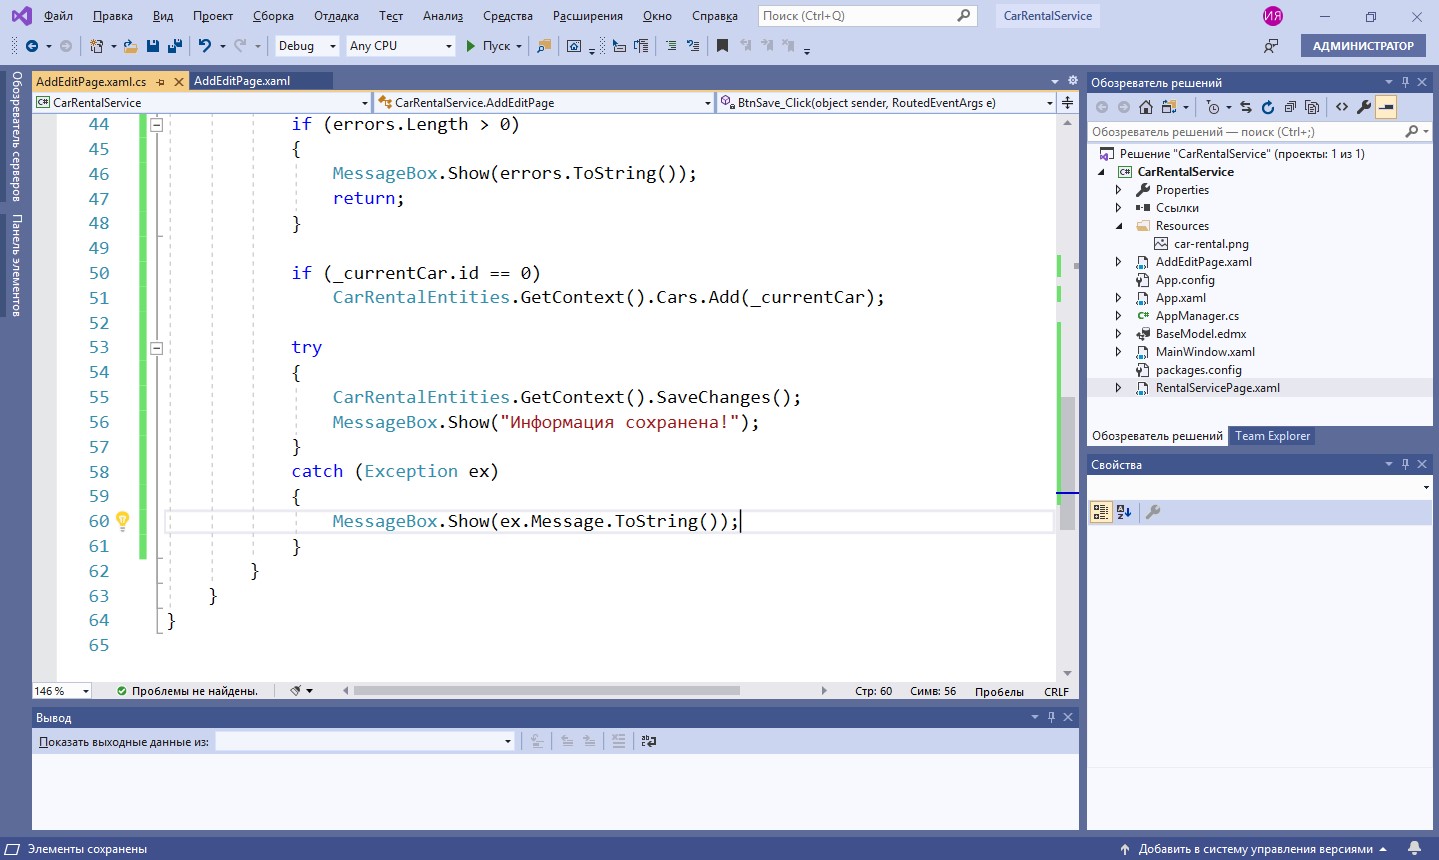 Файл Правка Вид Проект Сборка Отладка Тест Анализ Средства Расширения Окно Справка Поиск (Ctrl+Q) CarRentalService ИЯ
Debug Any CPU Пуск АДМИНИСТРАТОР
Обозреватель серверов
Панель элементов
AddEditPage.xaml.cs AddEditPage.xaml
CarRentalService CarRentalService.AddEditPage BtnSave_Click(object sender, RoutedEventArgs e)
44 if (errors.Length > 0)
45 {
46 MessageBox.Show(errors.ToString());
47 return;
48 }
49
50 if (_currentCar.id == 0)
51 CarRentalEntities.GetContext().Cars.Add(_currentCar);
52
53 try
54 {
55 CarRentalEntities.GetContext().SaveChanges();
56 MessageBox.Show("Информация сохранена!");
57 }
58 catch (Exception ex)
59 {
60 MessageBox.Show(ex.Message.ToString());
61 }
62 }
63 }
64 }
65
146 % Проблемы не найдены. Стр: 60 Симв: 56 Пробелы CRLF
Вывод
Показать выходные данные из:
Обозреватель решений
Обозреватель решений — поиск (Ctrl+;)
Решение "CarRentalService" (проекты: 1 из 1)
CarRentalService
Properties
Ссылки
Resources
car-rental.png
AddEditPage.xaml
App.config
App.xaml
AppManager.cs
BaseModel.edmx
MainWindow.xaml
packages.config
RentalServicePage.xaml
Обозреватель решений Team Explorer
Свойства
Элементы сохранены Добавить в систему управления версиями